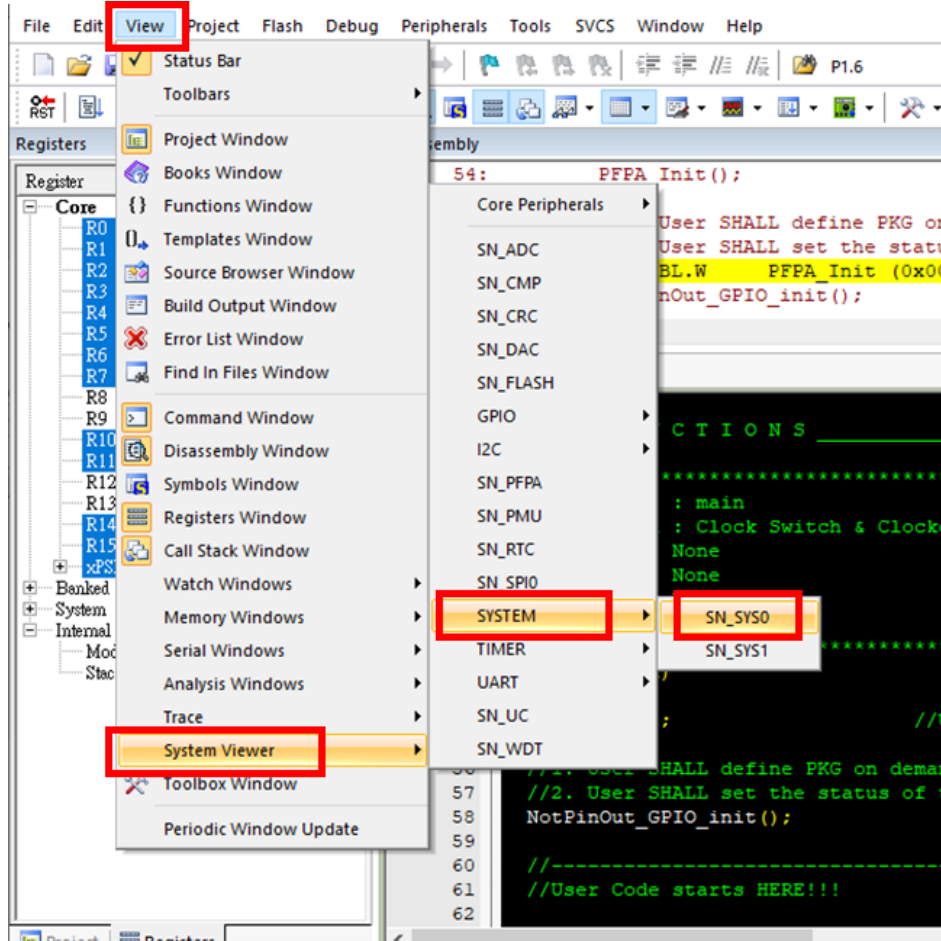 File Edit View Project Flash Debug Peripherals Tools SVCS Window Help
P1.6
RST
Registers
Register
Core
R0
R1
R2
R3
R4
R5
R6
R7
R8
R9
R10
R11
R12
R13
R14
R15
Banked
System
Internal
Status Bar
Toolbars
Project Window
Books Window
Functions Window
Templates Window
Source Browser Window
Build Output Window
Error List Window
Find In Files Window
Command Window
Disassembly Window
Symbols Window
Registers Window
Call Stack Window
Watch Windows
Memory Windows
Serial Windows
Analysis Windows
Trace
System Viewer
Toolbox Window
Periodic Window Update
Core Peripherals
SN_ADC
SN_CMP
SN_CRC
SN_DAC
SN_FLASH
GPIO
I2C
SN_PFPA
SN_PMU
SN_RTC
SN_SPI0
SYSTEM
TIMER
UART
SN_UC
SN_WDT
SN_SYS0
SN_SYS1
54: PFPA_Init();
User SHALL define PKG
User SHALL set the
BL.W PFPA_Init
_GPIO_init();
C T I O N S
: main
: Clock Switch &
None
None
//1. User SHALL define PKG on
57 //2. User SHALL set the status of
58 NotPinOut_GPIO_init();
59
60 //-----------------------------------
61 //User Code starts HERE!!!
62
Project Registers